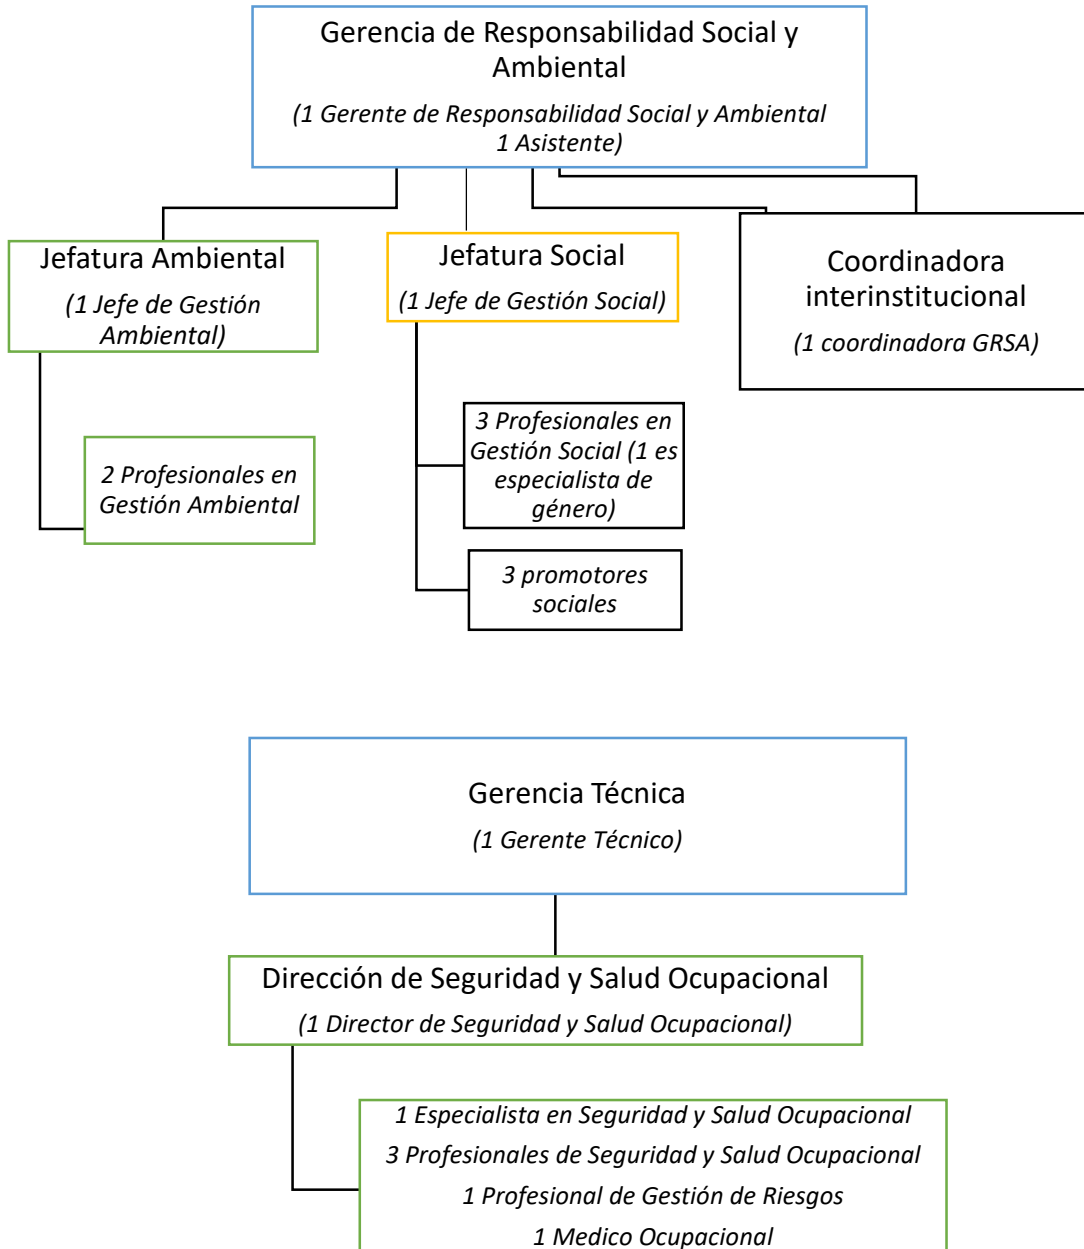 Gerencia de Responsabilidad Social y
Ambiental
(1 Gerente de Responsabilidad Social y Ambiental
1 Asistente)
Jefatura Ambiental
(1 Jefe de Gestión
Ambiental)
Jefatura Social
(1 Jefe de Gestión Social)
Coordinadora
interinstitucional
(1 coordinadora GRSA)
2 Profesionales en
Gestión Ambiental
3 Profesionales en
Gestión Social (1 es
especialista de
género)
3 promotores
sociales
Gerencia Técnica
(1 Gerente Técnico)
Dirección de Seguridad y Salud Ocupacional
(1 Director de Seguridad y Salud Ocupacional)
1 Especialista en Seguridad y Salud Ocupacional
3 Profesionales de Seguridad y Salud Ocupacional
1 Profesional de Gestión de Riesgos
1 Medico Ocupacional